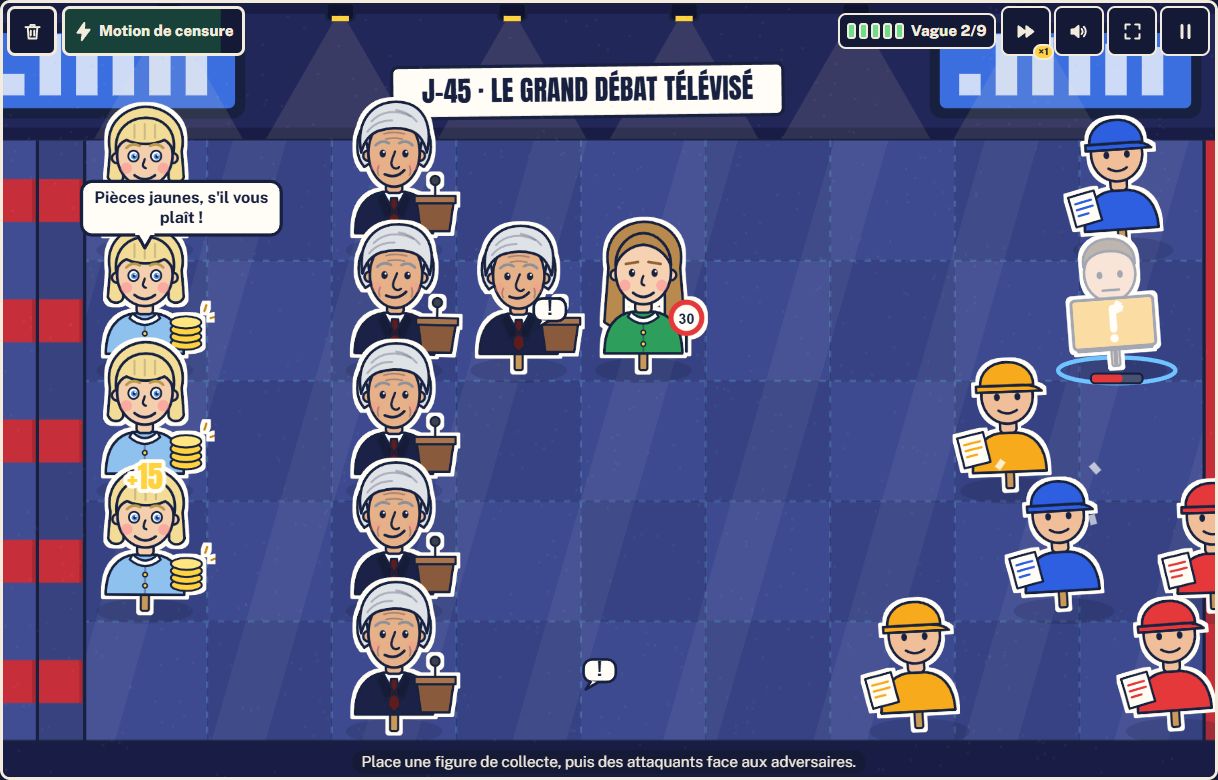 Motion de censure
Vague 2/9
×1
J-45 · LE GRAND DÉBAT TÉLÉVISÉ
Pièces jaunes, s'il vous
plaît !
!
!
30
!
+15
Place une figure de collecte, puis des attaquants face aux adversaires.